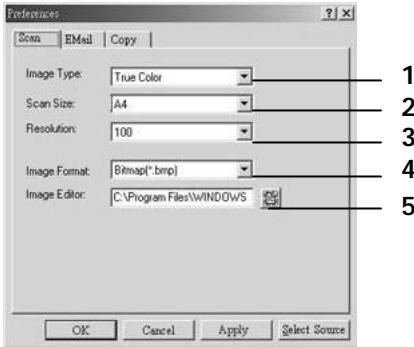 Preferences ? ×
Scan EMail Copy
Image Type: True Color 1
Scan Size: A4 2
Resolution: 100 3
Image Format: Bitmap(*.bmp) 4
Image Editor: C:\Program Files\WINDOWS 5
OK Cancel Apply Select Source